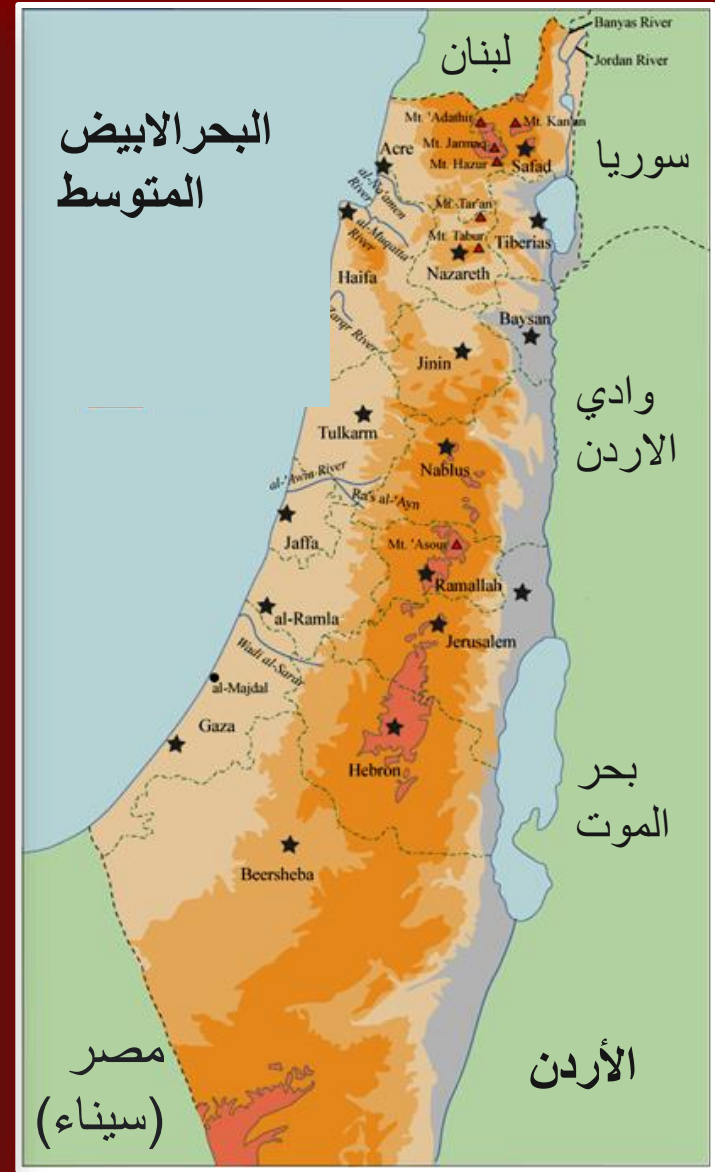 Banyas River
لبنان
Jordan River
البحر الابيض
المتوسط
Mt. 'Adathir
Mt. Kan'an
Acre
Mt. Jarmaq
Mt. Hazur
Safad
سوريا
al-Na'amen
River
Mt. Tar'an
al-Muqatta'
River
Mt. Tabur
Tiberias
Nazareth
Haifa
Baysan
Zarqr River
Jinin
وادي
الاردن
Tulkarm
Nablus
al-'Awja River
Ra's al-'Ayn
Jaffa
Mt. 'Asour
Ramallah
al-Ramla
Jerusalem
Wadi al-Sarar
al-Majdal
Gaza
Hebron
بحر
الموت
Beersheba
مصر
(سيناء)
الأردن